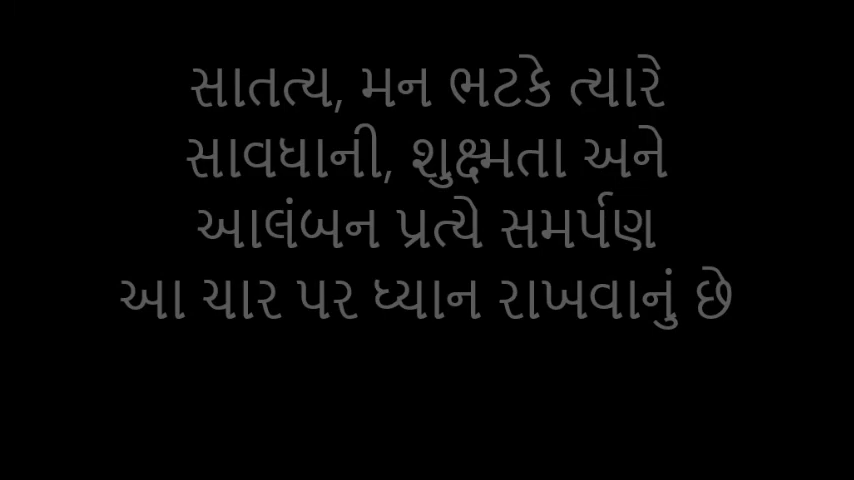 સાતત્ય, મન ભટકે ત્યારે
સાવધાની, શુક્ષ્મતા અને
આલંબન પ્રત્યે સમર્પણ
આ ચાર પર ધ્યાન રાખવાનું છે